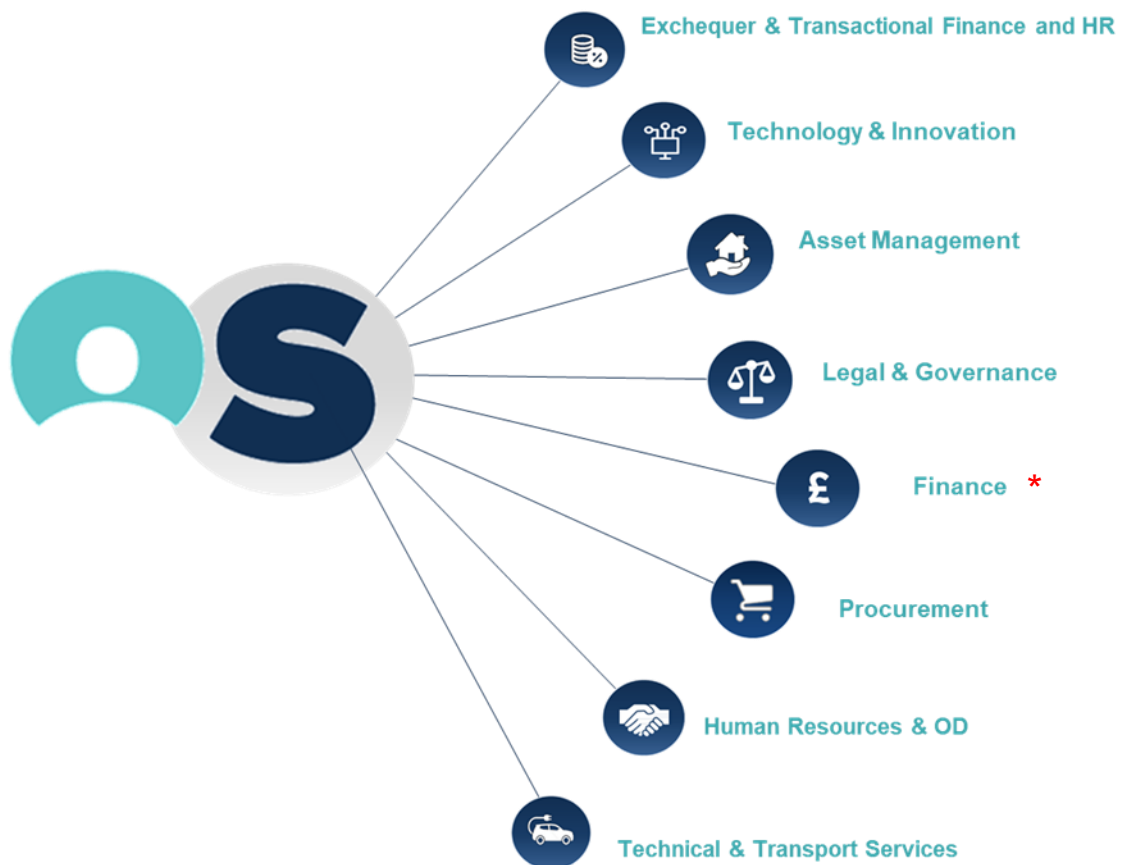 OS
Exchequer & Transactional Finance and HR
Technology & Innovation
Asset Management
Legal & Governance
£
Finance *
Procurement
Human Resources & OD
Technical & Transport Services